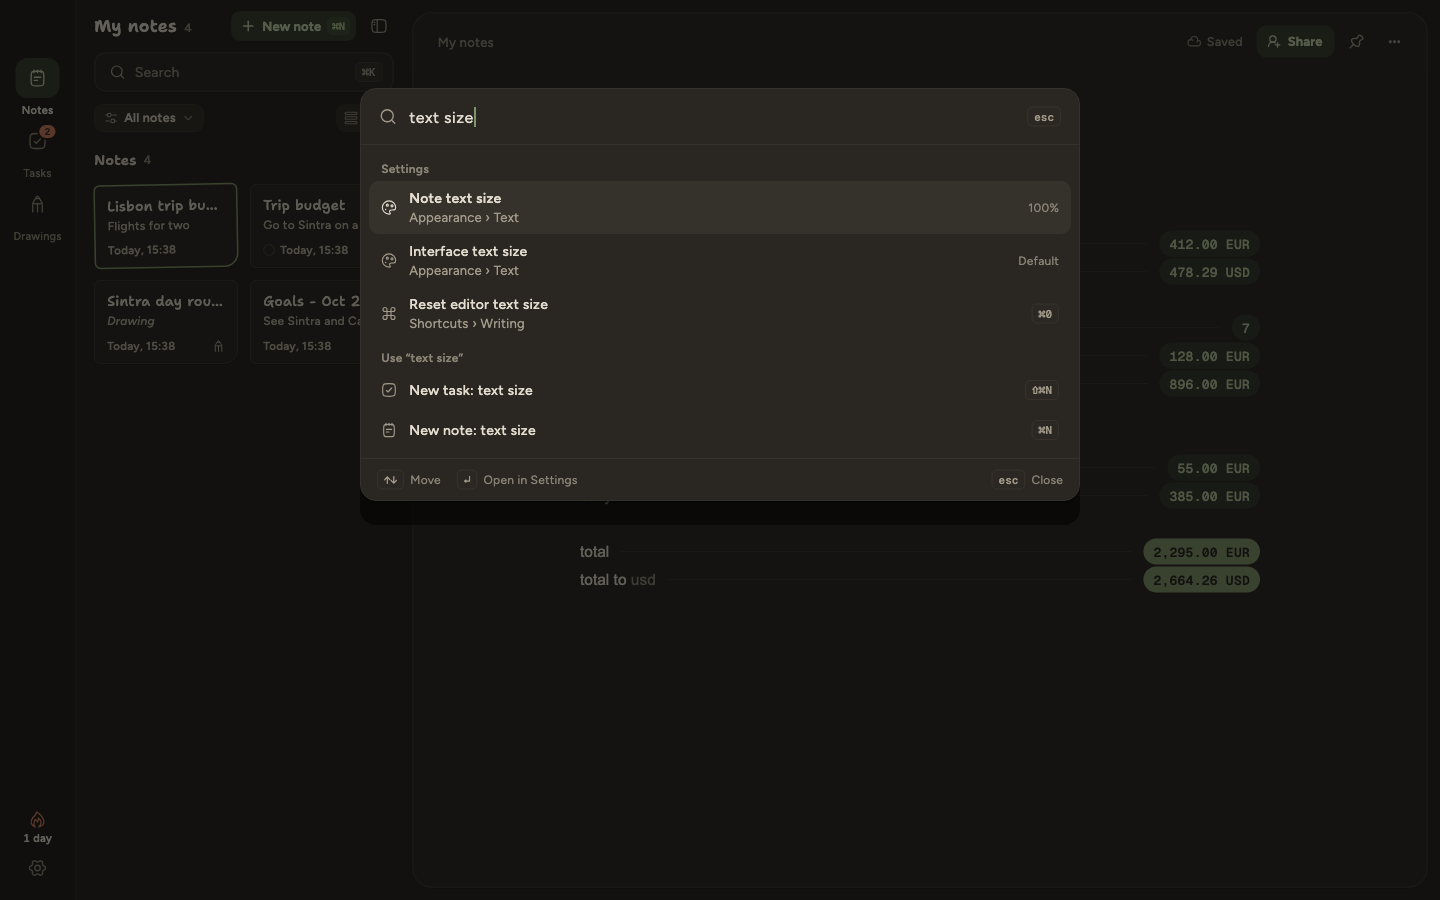 My notes 4
New note ⌘N
Search ⌘K
All notes
Notes
2
Tasks
Drawings
Notes 4
Lisbon trip bu...
Flights for two
Today, 15:38
Trip budget
Go to Sintra on a
Today, 15:38
Sintra day rou...
Drawing
Today, 15:38
Goals - Oct 2
See Sintra and Ca
Today, 15:38
1 day
My notes
Saved
Share
text size
esc
Settings
Note text size
Appearance › Text
100%
Interface text size
Appearance › Text
Default
Reset editor text size
Shortcuts › Writing
⌘0
Use “text size”
New task: text size
⇧⌘N
New note: text size
⌘N
Move
Open in Settings
esc Close
412.00 EUR
478.29 USD
7
128.00 EUR
896.00 EUR
55.00 EUR
385.00 EUR
total 2,295.00 EUR
total to usd 2,664.26 USD